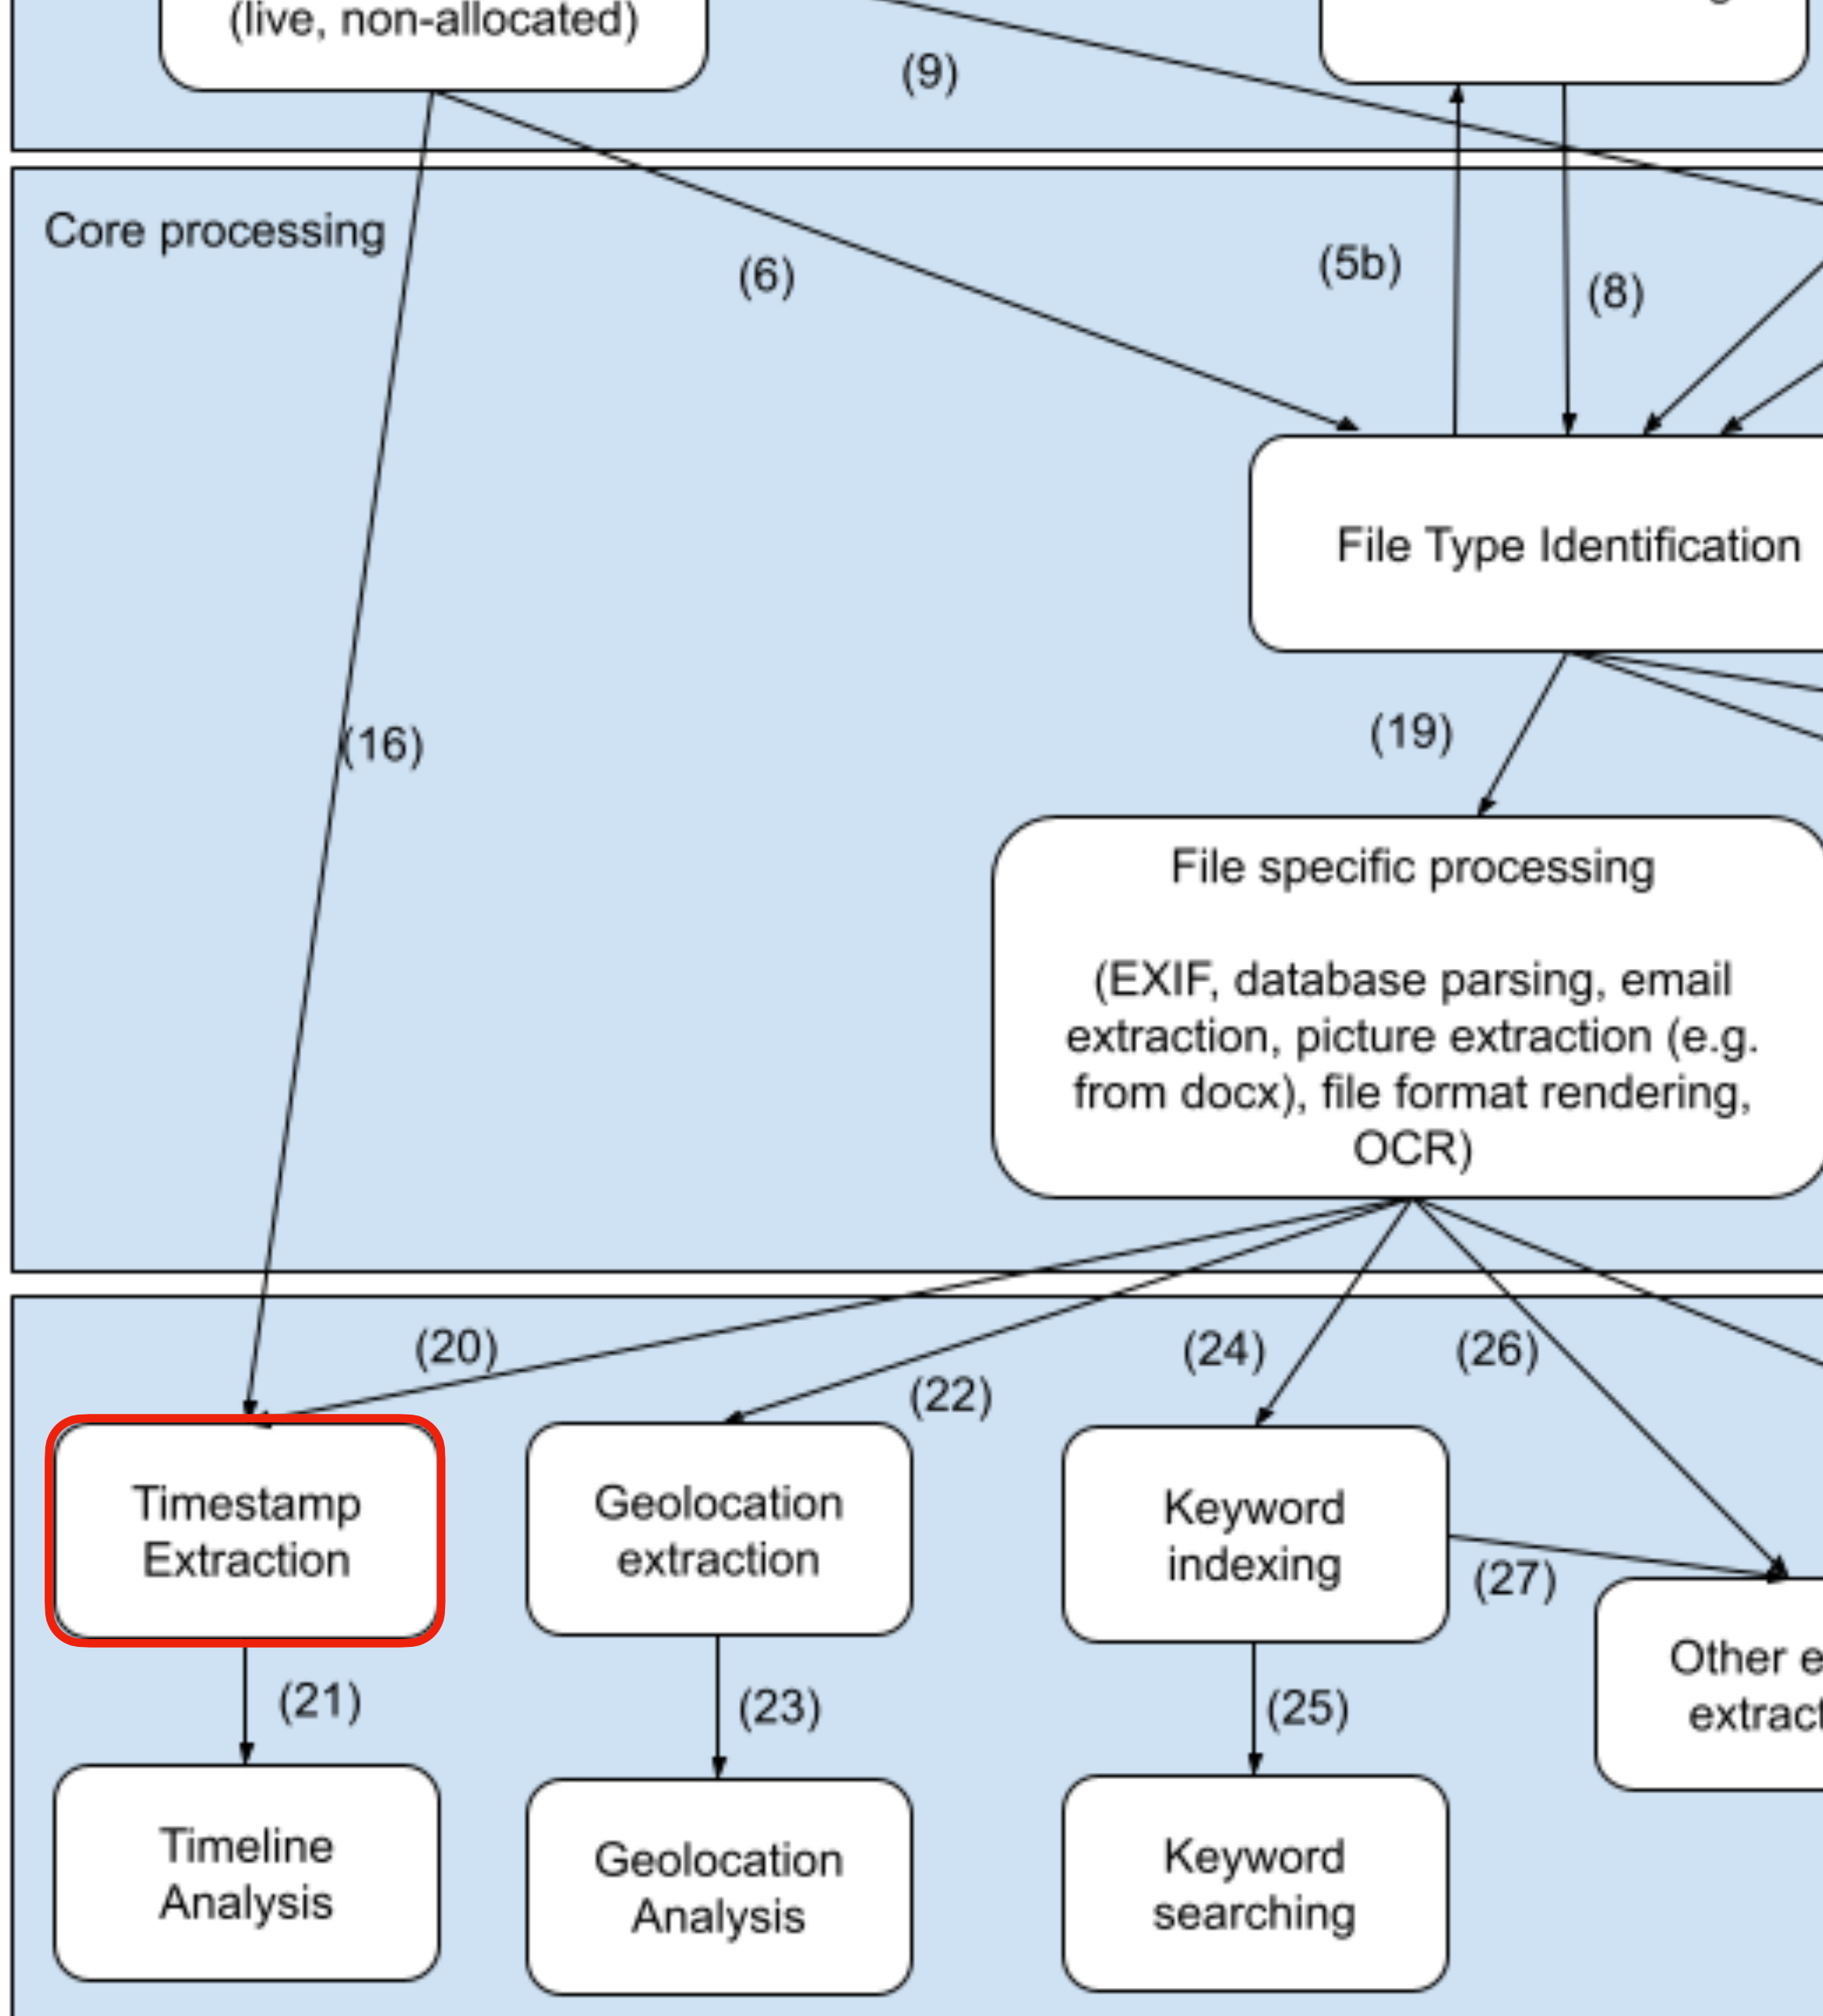 (live, non-allocated)
(9)
Core processing
(6)
(5b)
(8)
File Type Identification
(16)
(19)
File specific processing
(EXIF, database parsing, email
extraction, picture extraction (e.g.
from docx), file format rendering,
OCR)
(20)
(22)
(24)
(26)
Timestamp
Extraction
Geolocation
extraction
Keyword
indexing
(27)
Other
(21)
(23)
(25)
Timeline
Analysis
Geolocation
Analysis
Keyword
searching